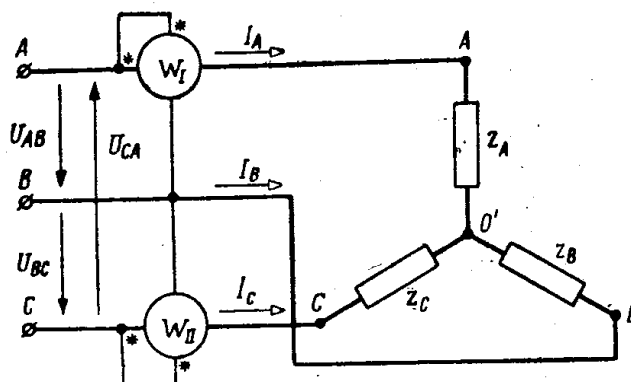 A
*
*
W_I
I_A
A
U_AB
U_CA
Z_A
B
I_B
O'
U_BC
Z_B
C
I_C
C
Z_C
W_II
*
*